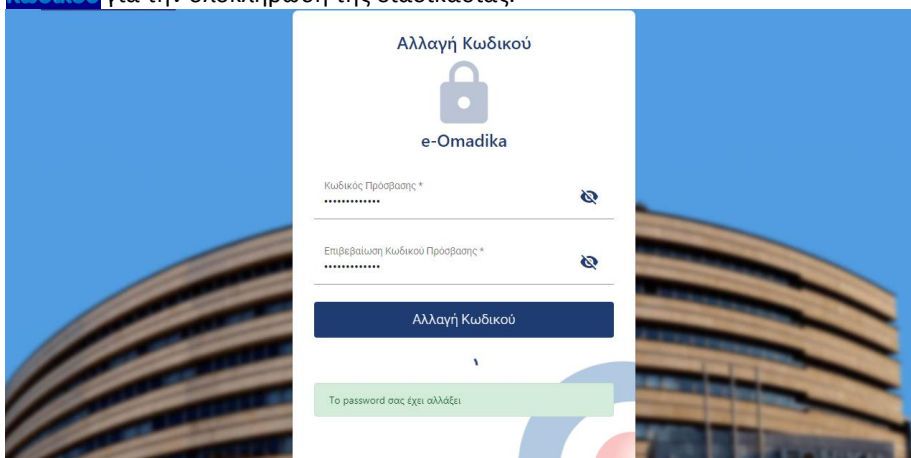 κωδικού για την ολοκλήρωση της διαδικασίας.
Αλλαγή Κωδικού
e-Omadika
Κωδικός Πρόσβασης *
•••••••••••••
Επιβεβαίωση Κωδικού Πρόσβασης *
•••••••••••••
Αλλαγή Κωδικού
Το password σας έχει αλλάξει